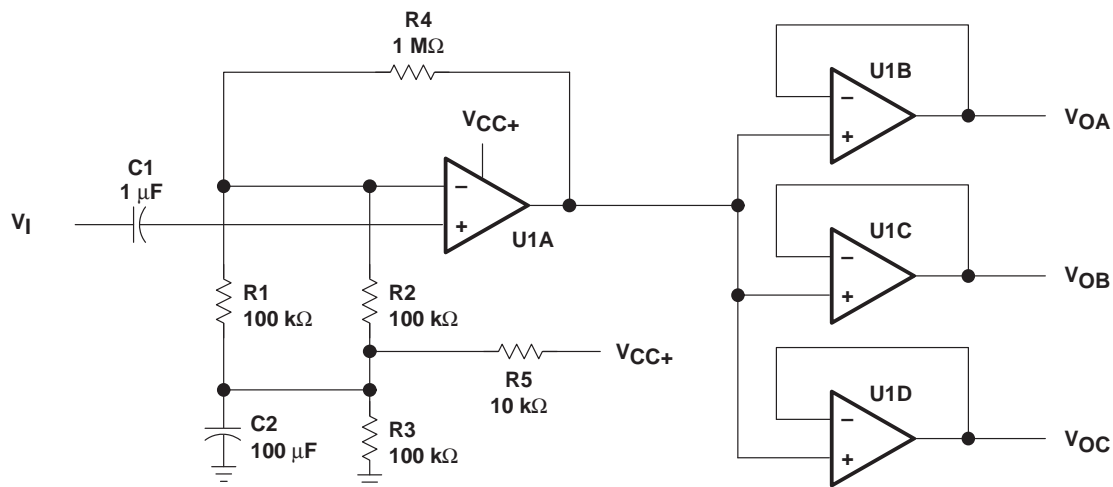 R4
1 MΩ
VCC+
C1
1 μF
VI
−
+
U1A
R1
100 kΩ
R2
100 kΩ
VCC+
R5
10 kΩ
C2
100 μF
R3
100 kΩ
U1B
−
+
VOA
U1C
−
+
VOB
U1D
−
+
VOC